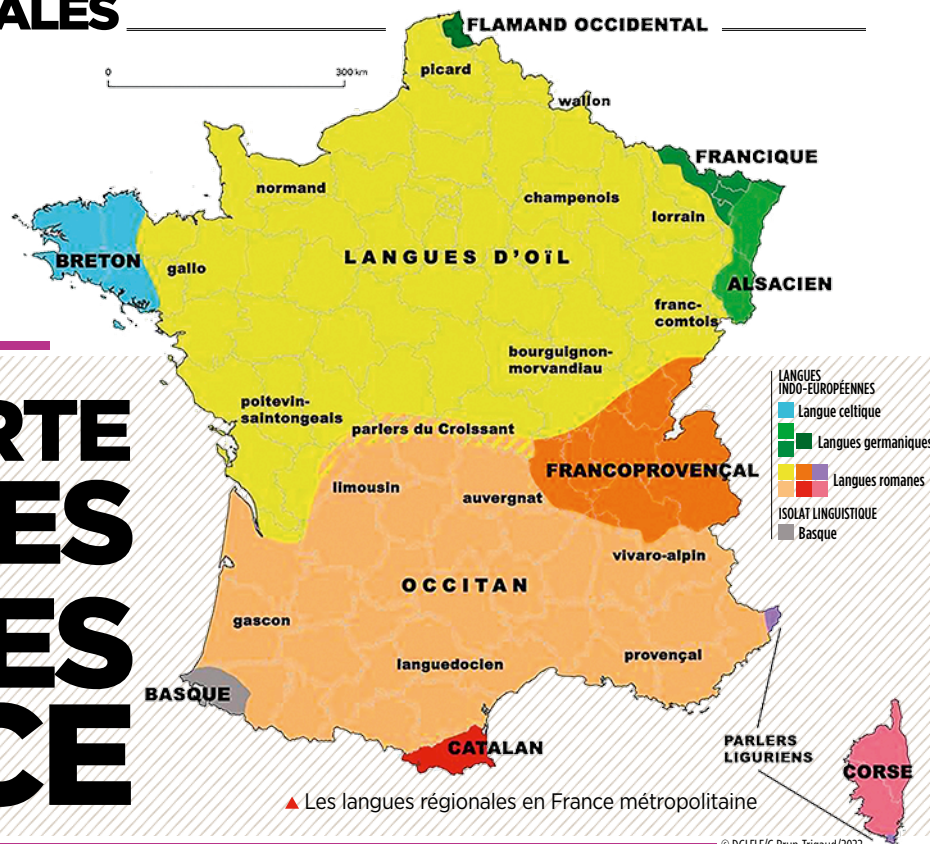 ALES
FLAMAND OCCIDENTAL
picard
0 300 km
wallon
FRANCIQUE
normand
champenois
lorrain
BRETON
gallo
LANGUES D'OïL
ALSACIEN
franc-
comtois
bourguignon-
morvandiau
LANGUES
INDO-EUROPÉENNES
Langue celtique
Langues germaniques
Langues romanes
ISOLAT LINGUISTIQUE
Basque
poitevin-
saintongeais
parlers du Croissant
RTE
ES
ES
CE
FRANCOPROVENÇAL
limousin
auvergnat
vivaro-alpin
OCCITAN
gascon
languedocien
provençal
BASQUE
CATALAN
PARLERS
LIGURIENS
CORSE
▲ Les langues régionales en France métropolitaine